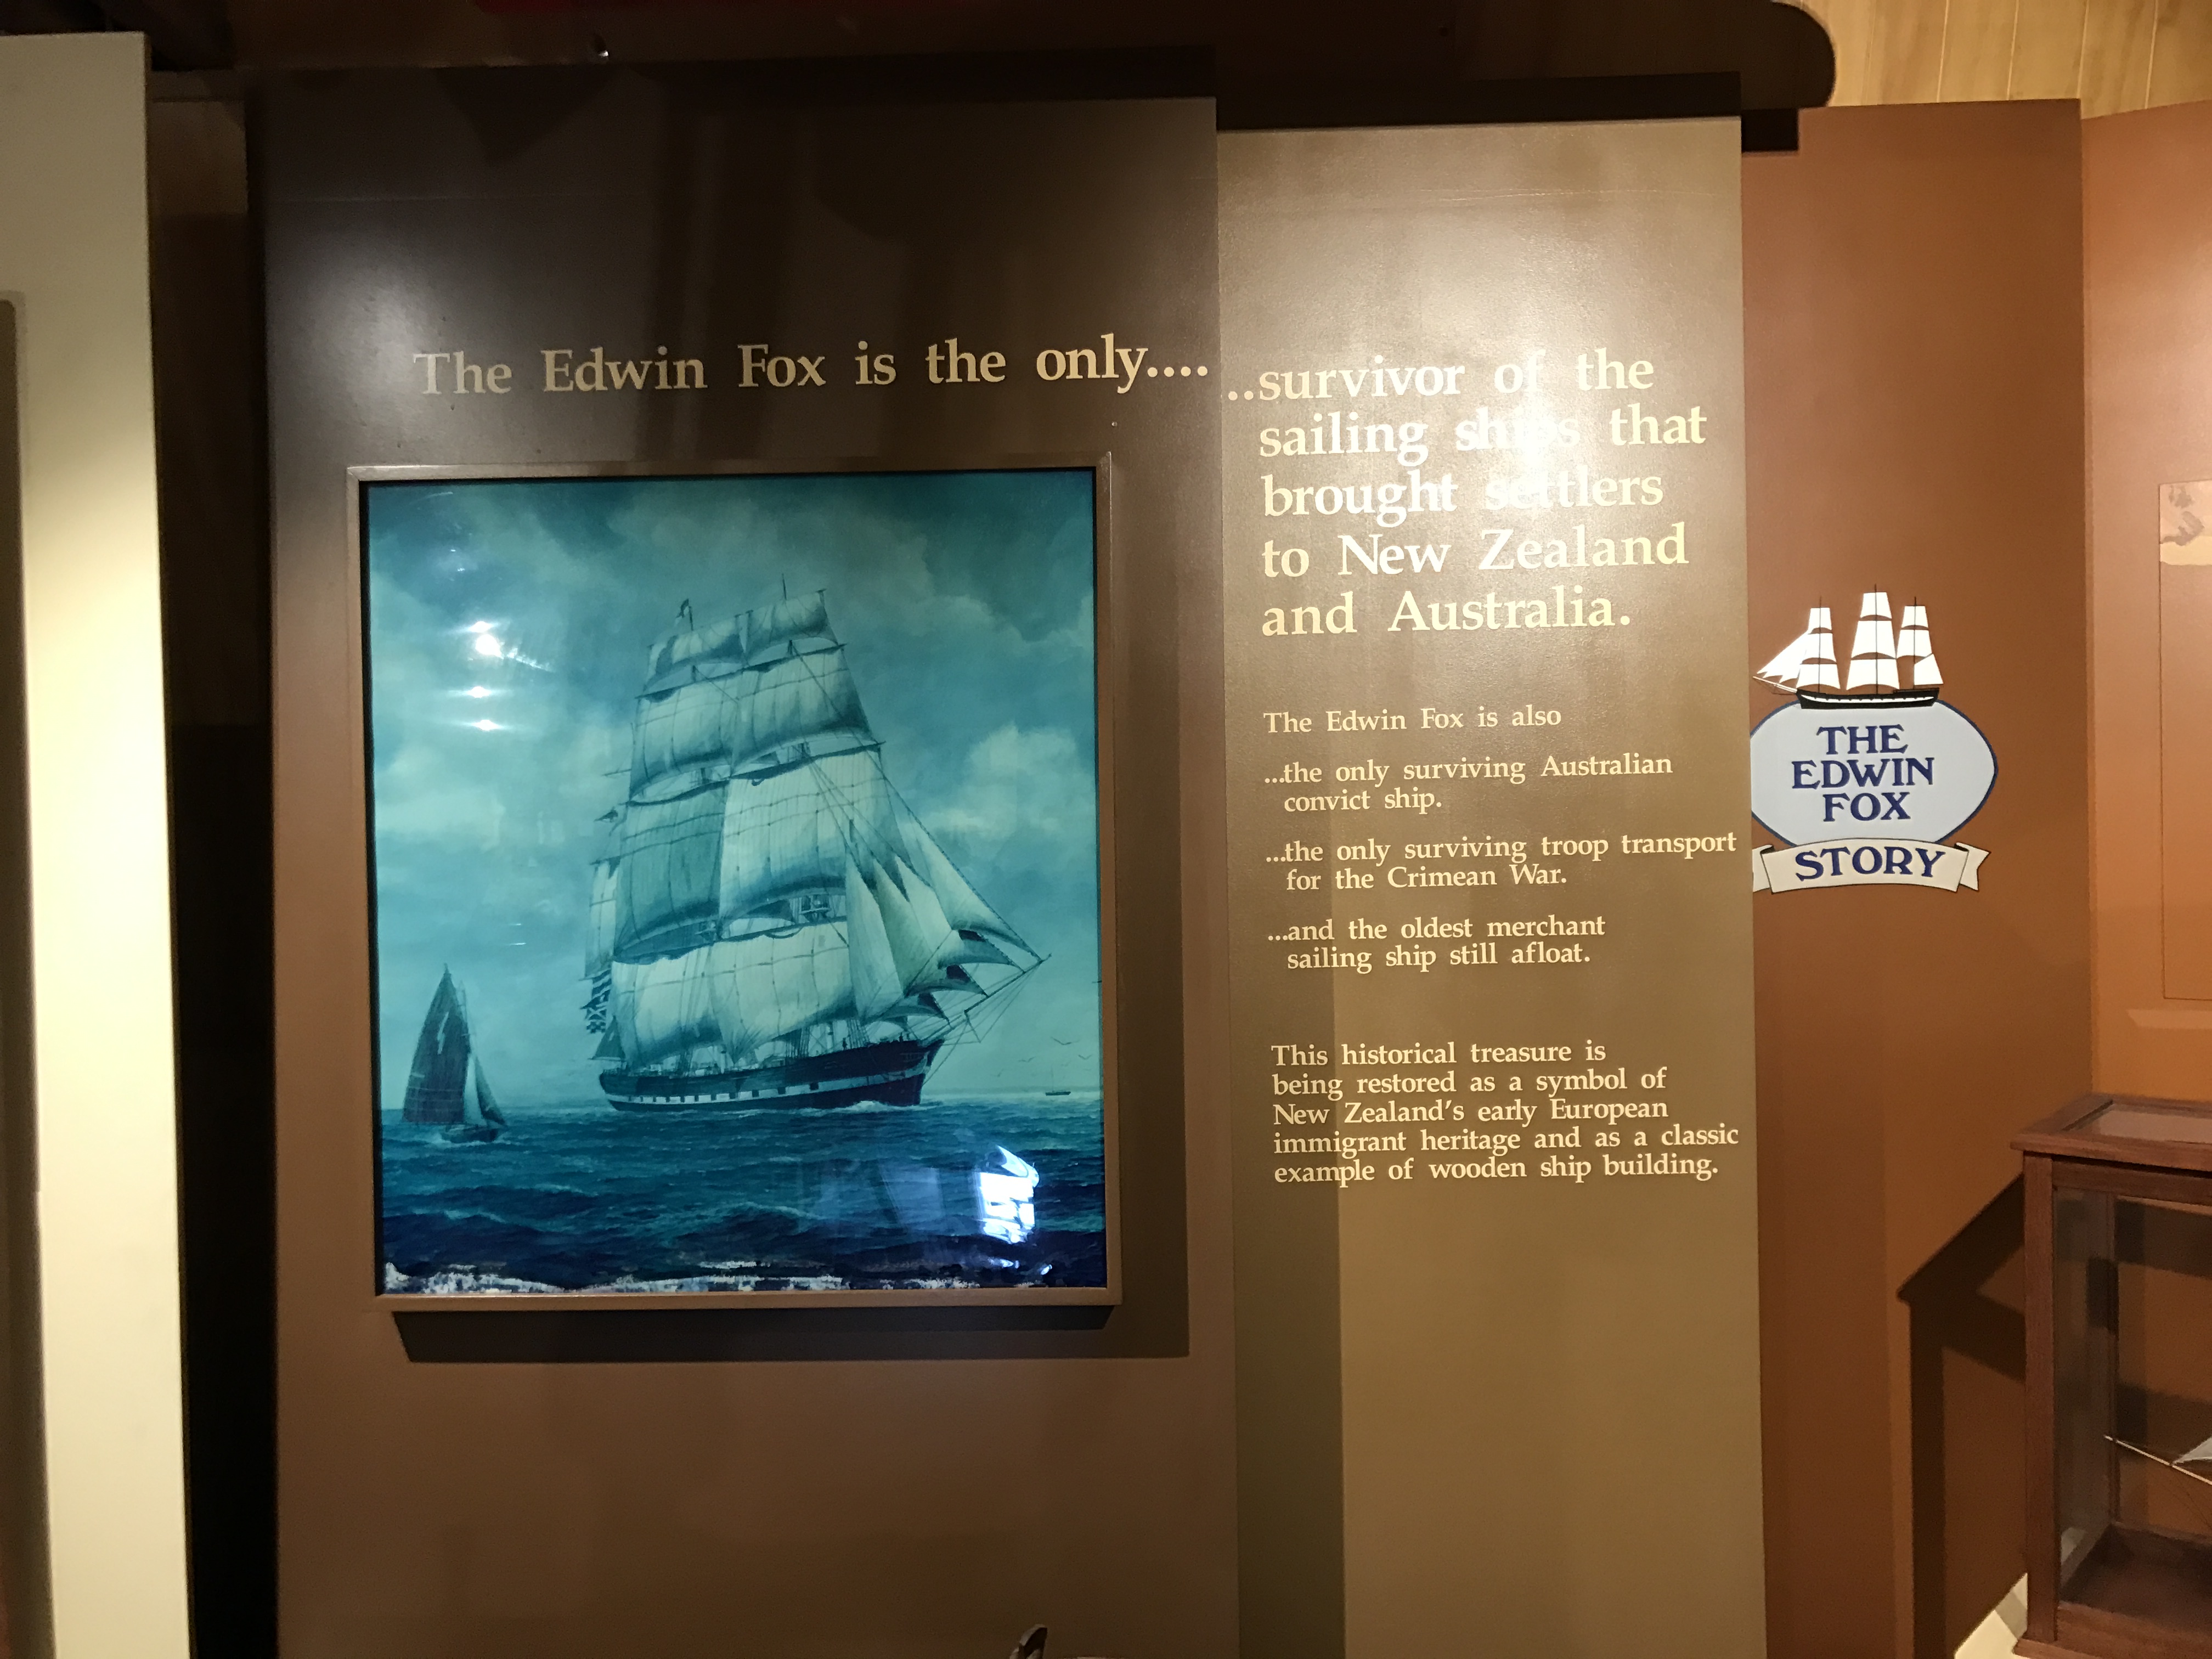 The Edwin Fox is the only....
...survivor of the
sailing ships that
brought settlers
to New Zealand
and Australia.
The Edwin Fox is also
...the only surviving Australian
convict ship.
...the only surviving troop transport
for the Crimean War.
...and the oldest merchant
sailing ship still afloat.
This historical treasure is
being restored as a symbol of
New Zealand's early European
immigrant heritage and as a classic
example of wooden ship building.
THE
EDWIN
FOX
STORY